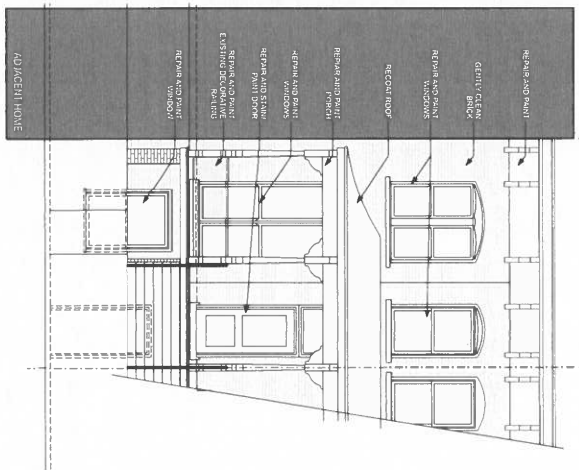 REPAIR AND PAINT
GENTLY CLEAN
BRICK
REPAIR AND PAINT
WINDOWS
RECOAT ROOF
REPAIR AND PAINT
PORCH
REPAIR AND PAINT
WINDOWS
REPAIR AND STAIN/
PAINT DOOR
REPAIR AND PAINT
EXISTING DECORATIVE
RAILING
REPAIR AND PAINT
WINDOW
ADJACENT HOME